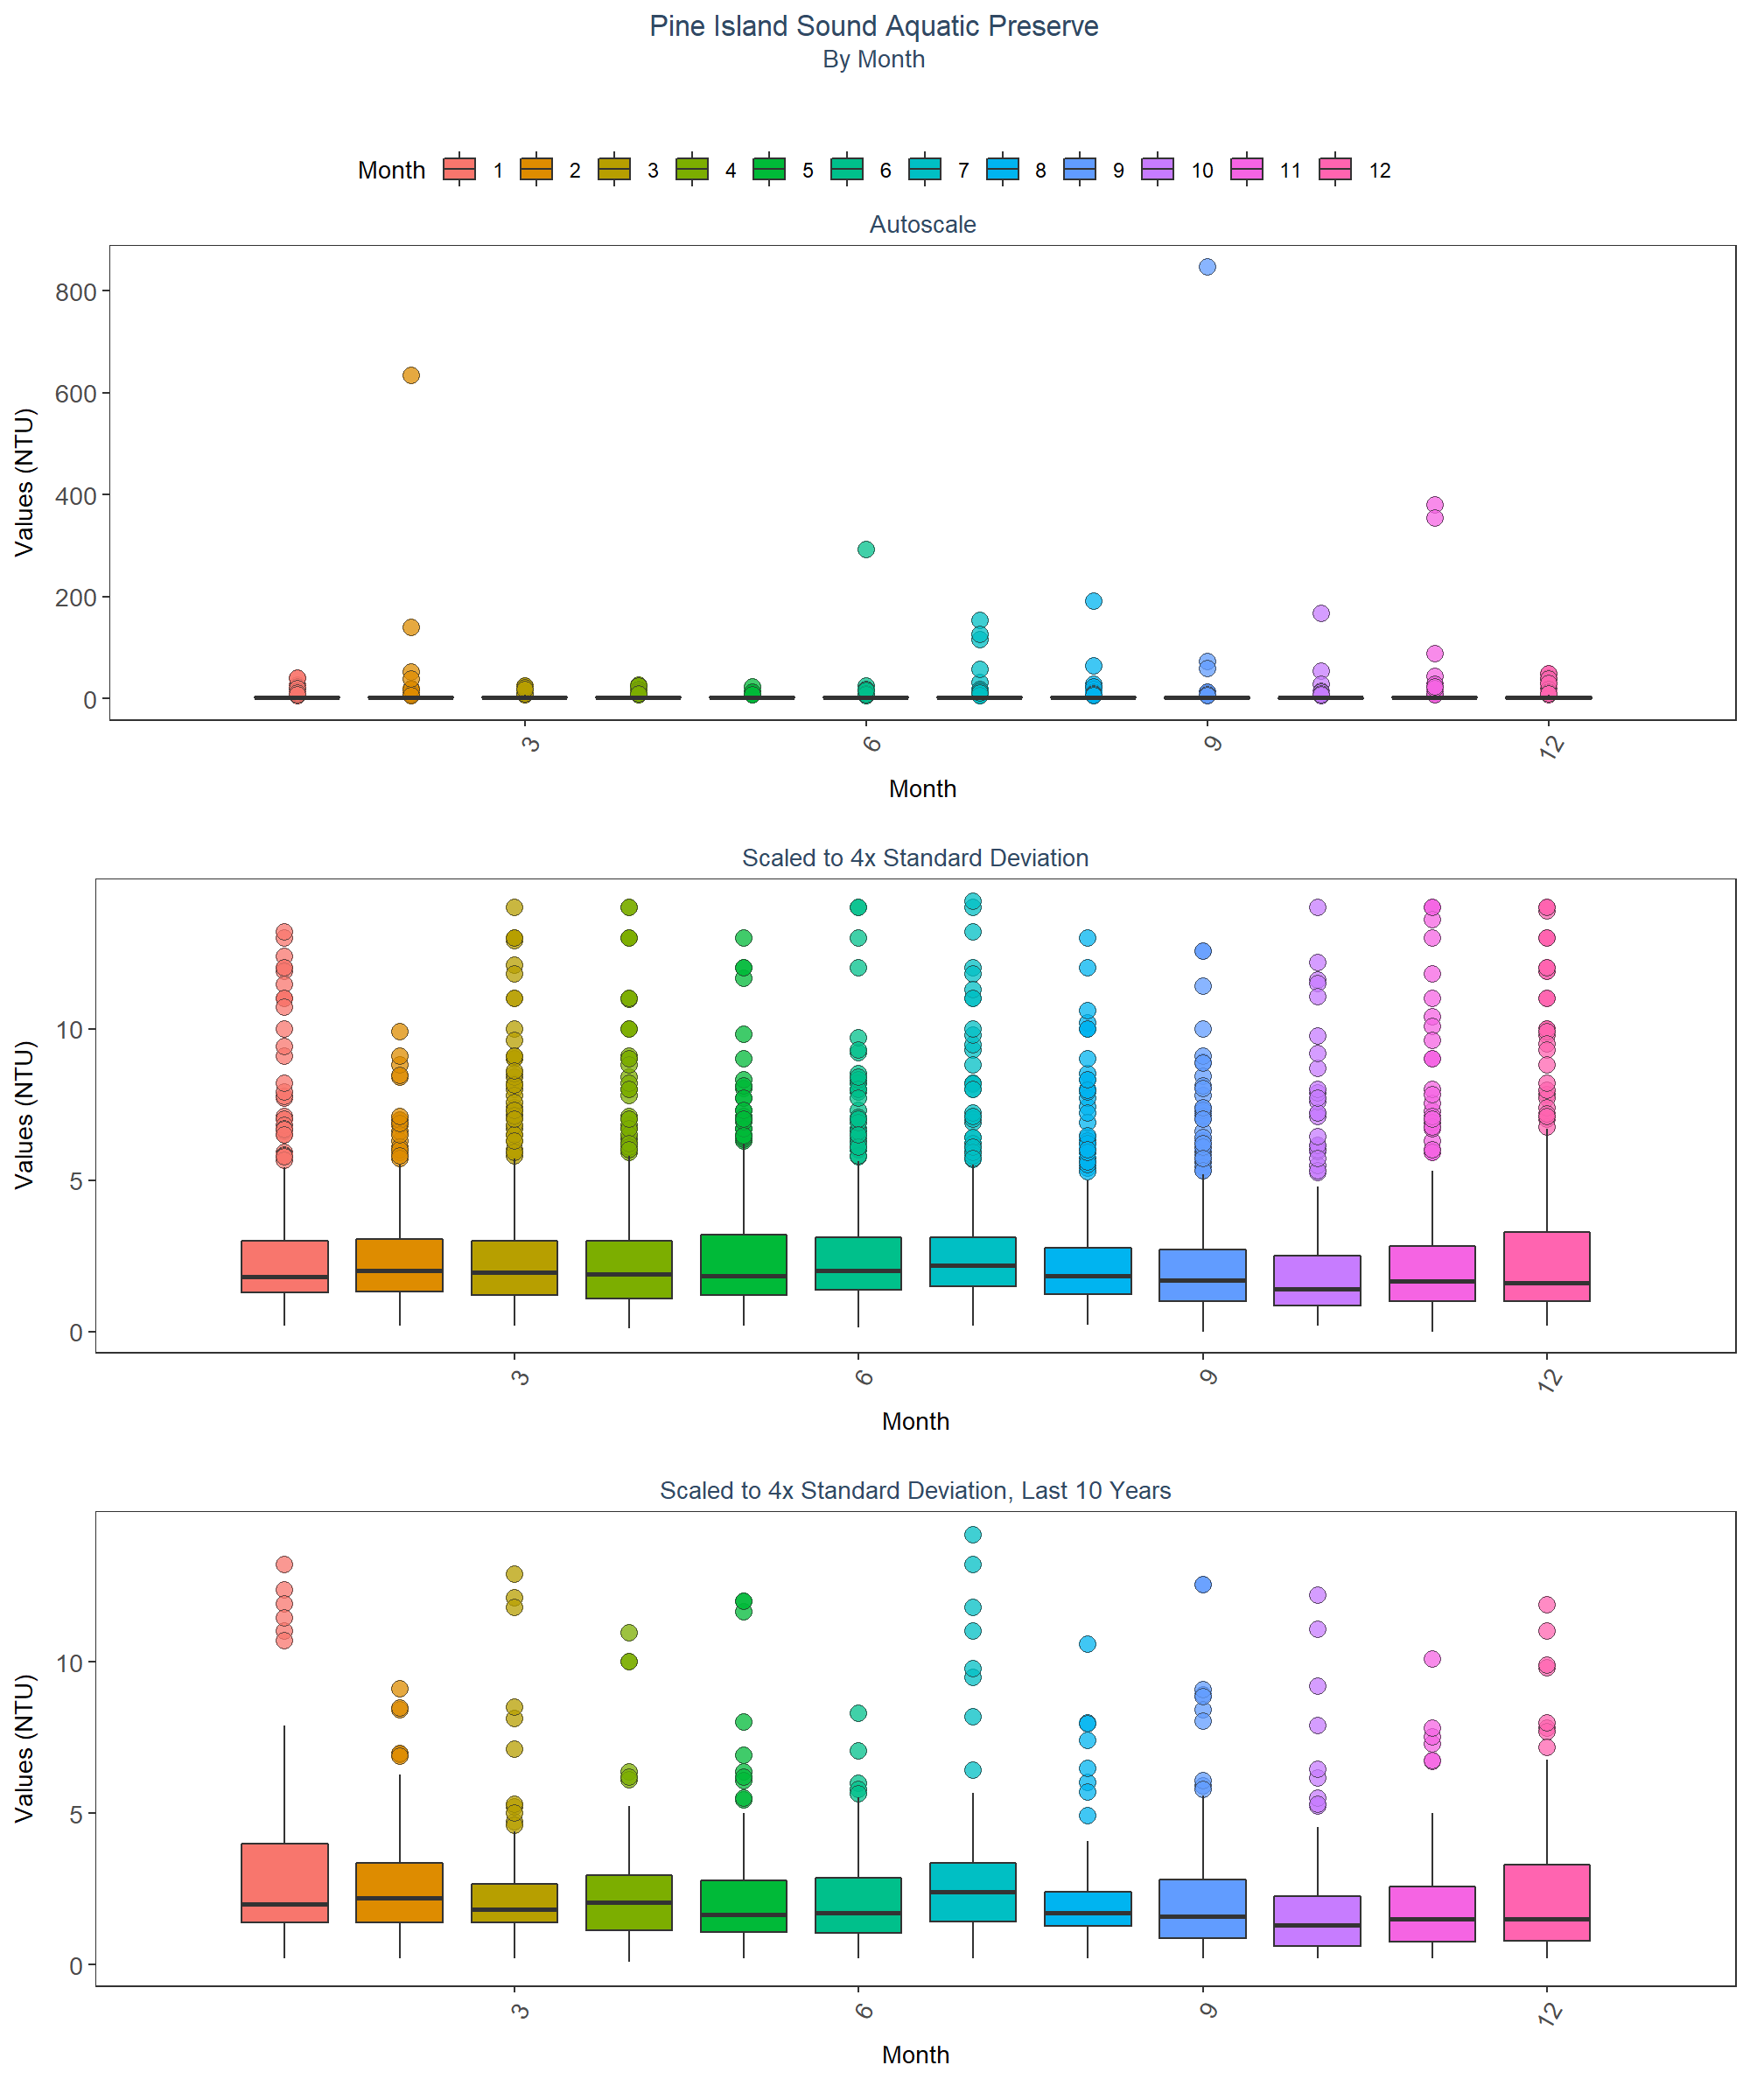 Pine Island Sound Aquatic Preserve
By Month
Month 1 2 3 4 5 6 7 8 9 10 11 12
Autoscale
Values (NTU)
800
600
400
200
0
3 6 9 12
Month
Scaled to 4x Standard Deviation
Values (NTU)
10
5
0
3 6 9 12
Month
Scaled to 4x Standard Deviation, Last 10 Years
Values (NTU)
10
5
0
3 6 9 12
Month